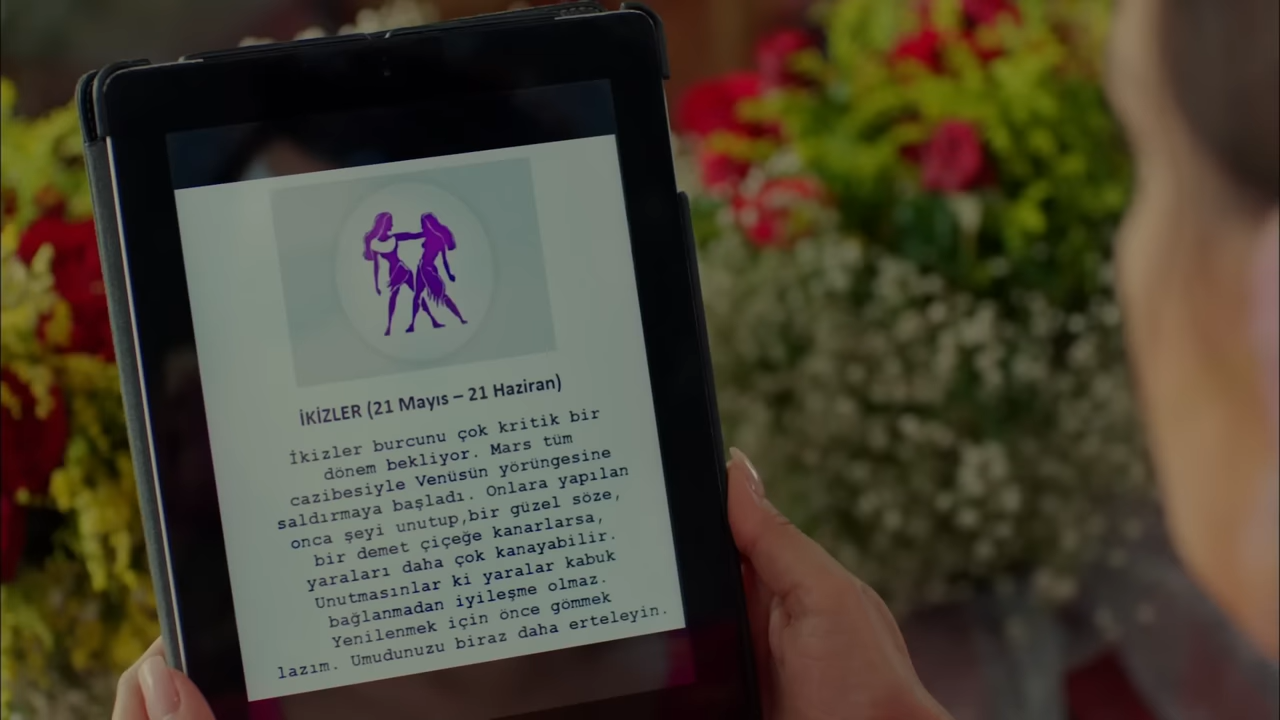 İKİZLER (21 Mayıs – 21 Haziran)
İkizler burcunu çok kritik bir
dönem bekliyor. Mars tüm
cazibesiyle Venüsün yörüngesine
saldırmaya başladı. Onlara yapılan
onca şeyi unutup,bir güzel söze,
bir demet çiçeğe kanarlarsa,
yaraları daha çok kanayabilir.
Unutmasınlar ki yaralar kabuk
bağlanmadan iyileşme olmaz.
Yenilenmek için önce gömmek
lazım. Umudunuzu biraz daha erteleyin.